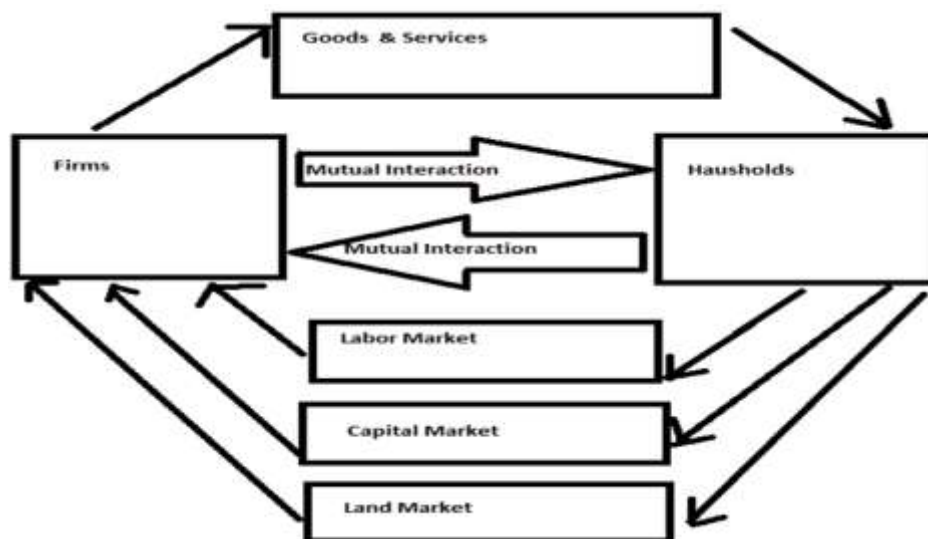 Goods & Services
Firms
Mutual Interaction
Hausholds
Mutual Interaction
Labor Market
Capital Market
Land Market